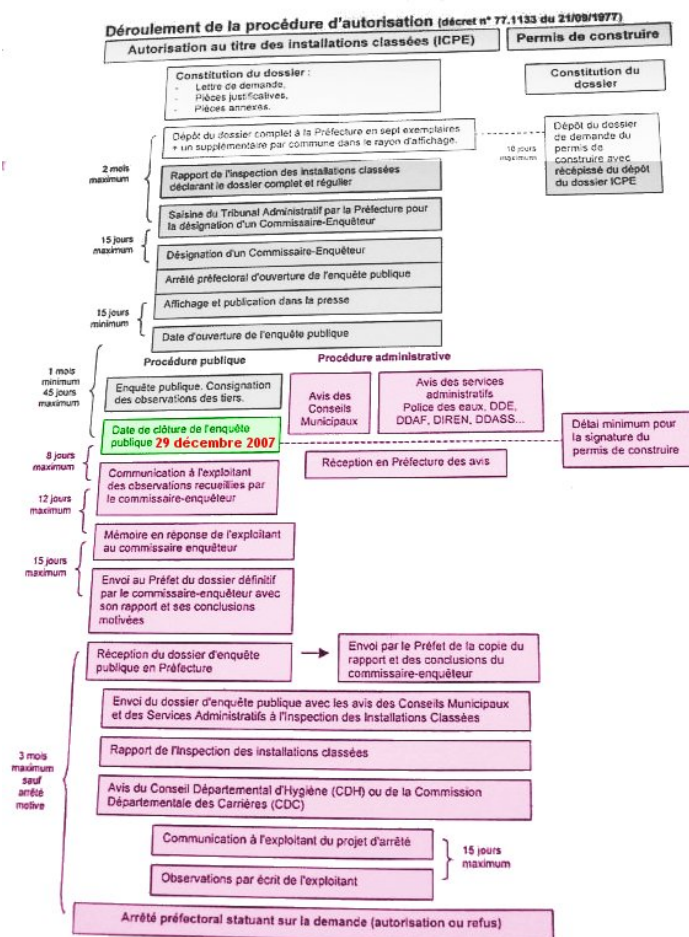 Déroulement de la procédure d'autorisation (décret n° 77.1133 du 21/09/1977)
Autorisation au titre des installations classées (ICPE)
Permis de construire
Constitution du dossier :
- Lettre de demande,
- Pièces justificatives,
- Pièces annexes.
Constitution du
dossier
Dépôt du dossier complet à la Préfecture en sept exemplaires
+ un supplémentaire par commune dans le rayon d'affichage.
10 jours
maximum
Dépôt du dossier
de demande du
permis de
construire avec
récépissé du dépôt
du dossier ICPE
2 mois
maximum
Rapport de l'inspection des installations classées
déclarant le dossier complet et régulier
Saisine du Tribunal Administratif par la Préfecture pour
la désignation d'un Commissaire-Enquêteur
15 jours
maximum
Désignation d'un Commissaire-Enquêteur
Arrêté préfectoral d'ouverture de l'enquête publique
Affichage et publication dans la presse
15 jours
minimum
Date d'ouverture de l'enquête publique
Procédure publique
Procédure administrative
1 mois
minimum
45 jours
maximum
Enquête publique. Consignation
des observations des tiers.
Avis des
Conseils
Municipaux
Avis des services
administratifs
Police des eaux, DDE,
DDAF, DIREN, DDASS...
Date de clôture de l'enquête
publique 29 décembre 2007
Délai minimum pour
la signature du
permis de construire
8 jours
maximum
Communication à l'exploitant
des observations recueillies par
le commissaire-enquêteur
Réception en Préfecture des avis
12 jours
maximum
Mémoire en réponse de l'exploitant
au commissaire enquêteur
15 jours
maximum
Envoi au Préfet du dossier définitif
par le commissaire-enquêteur avec
son rapport et ses conclusions
motivées
Réception du dossier d'enquête
publique en Préfecture
Envoi par le Préfet de la copie du
rapport et des conclusions du
commissaire-enquêteur
Envoi du dossier d'enquête publique avec les avis des Conseils Municipaux
et des Services Administratifs à l'Inspection des Installations Classées
Rapport de l'Inspection des installations classées
3 mois
maximum
sauf
arrêté
motivé
Avis du Conseil Départemental d'Hygiène (CDH) ou de la Commission
Départementale des Carrières (CDC)
Communication à l'exploitant du projet d'arrêté
15 jours
maximum
Observations par écrit de l'exploitant
Arrêté préfectoral statuant sur la demande (autorisation ou refus)